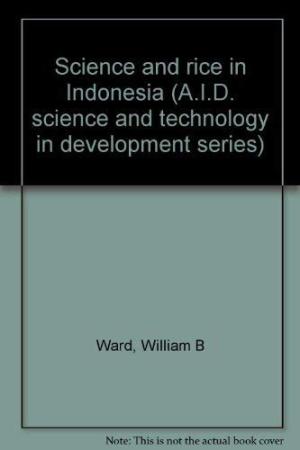 Science and rice in
Indonesia (A.I.D.
science and technology
in development series)
Ward, William B
Note: This is not the actual book cover